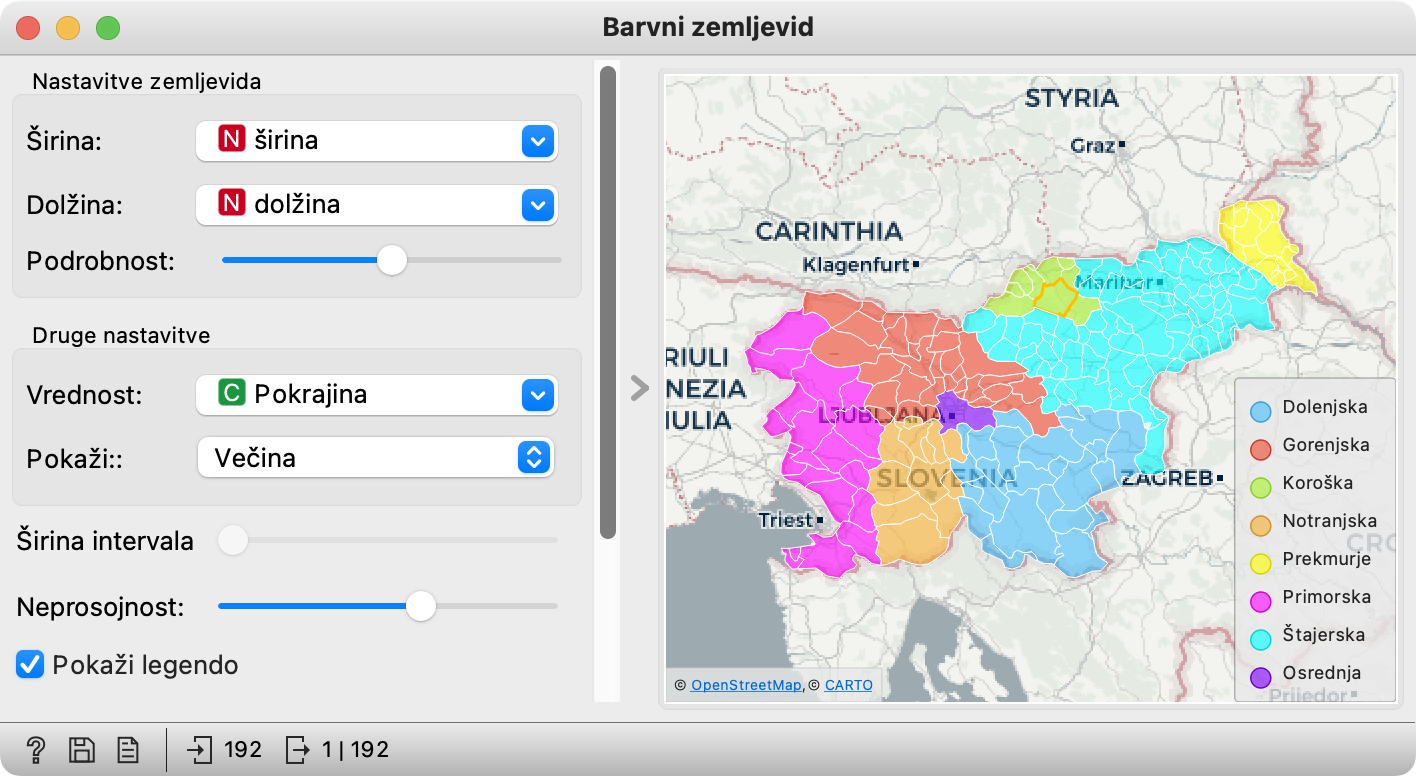 Barvni zemljevid
Nastavitve zemljevida
Širina:
N širina
Dolžina:
N dolžina
Podrobnost:
Druge nastavitve
Vrednost:
C Pokrajina
Pokaži::
Večina
Širina intervala
Neprosojnost:
Pokaži legendo
? 192 1 | 192
STYRIA
Graz
CARINTHIA
Klagenfurt
Maribor
RIULI
NEZIA
IULIA
LJUBLJANA
SLOVENIA
ZAGREB
Triest
CRO
Prijedor
Dolenjska
Gorenjska
Koroška
Notranjska
Prekmurje
Primorska
Štajerska
Osrednja
© OpenStreetMap, © CARTO